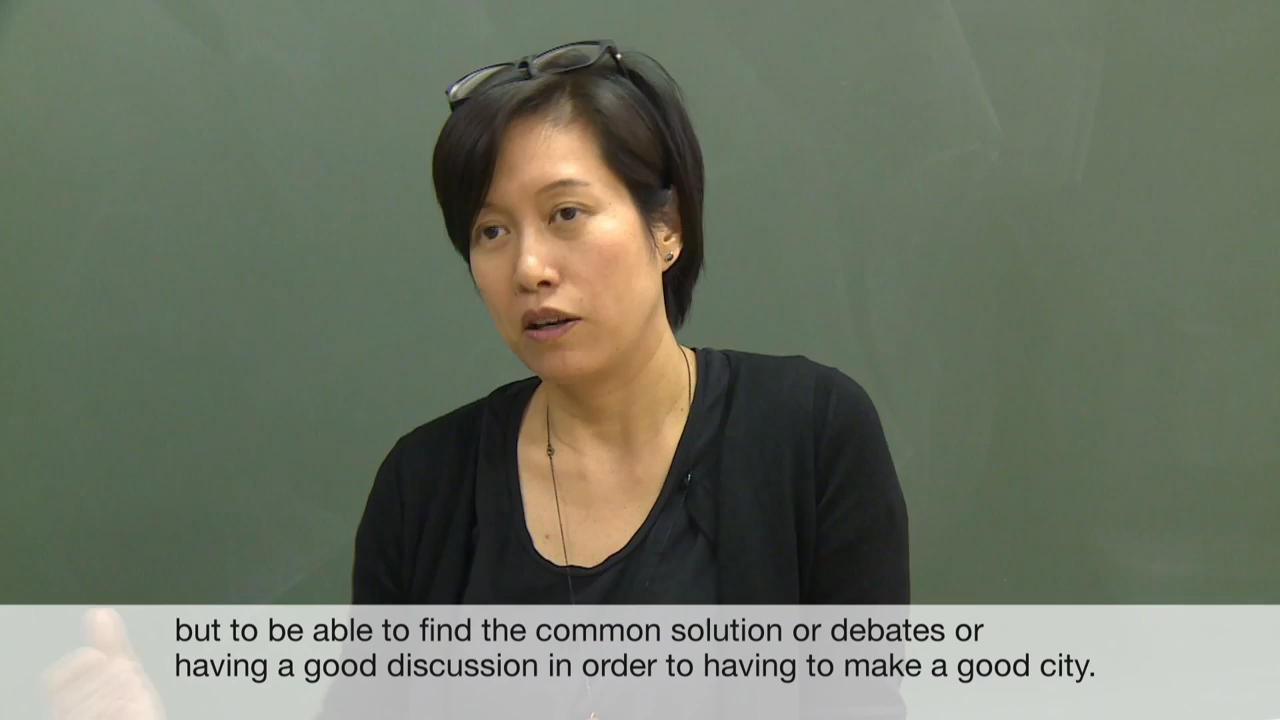 but to be able to find the common solution or debates or
having a good discussion in order to having to make a good city.